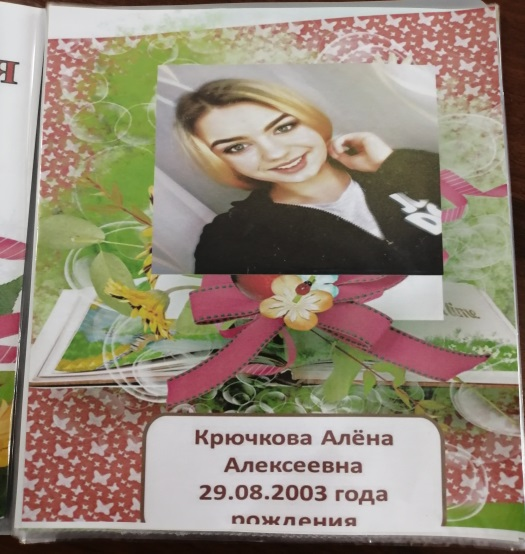 Крючкова Алёна
Алексеевна
29.08.2003 года
рождения